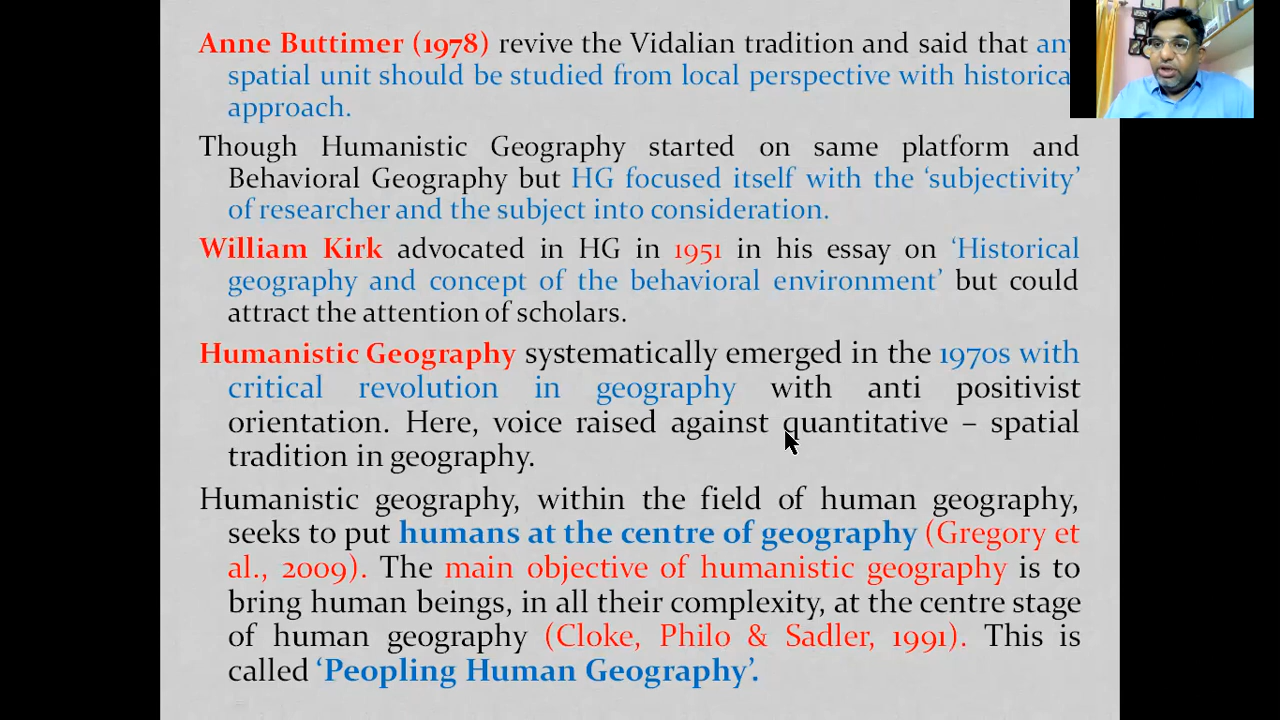 Anne Buttimer (1978) revive the Vidalian tradition and said that an
spatial unit should be studied from local perspective with historica
approach.
Though Humanistic Geography started on same platform and
Behavioral Geography but HG focused itself with the ‘subjectivity’
of researcher and the subject into consideration.
William Kirk advocated in HG in 1951 in his essay on ‘Historical
geography and concept of the behavioral environment’ but could
attract the attention of scholars.
Humanistic Geography systematically emerged in the 1970s with
critical revolution in geography with anti positivist
orientation. Here, voice raised against quantitative – spatial
tradition in geography.
Humanistic geography, within the field of human geography,
seeks to put humans at the centre of geography (Gregory et
al., 2009). The main objective of humanistic geography is to
bring human beings, in all their complexity, at the centre stage
of human geography (Cloke, Philo & Sadler, 1991). This is
called ‘Peopling Human Geography’.